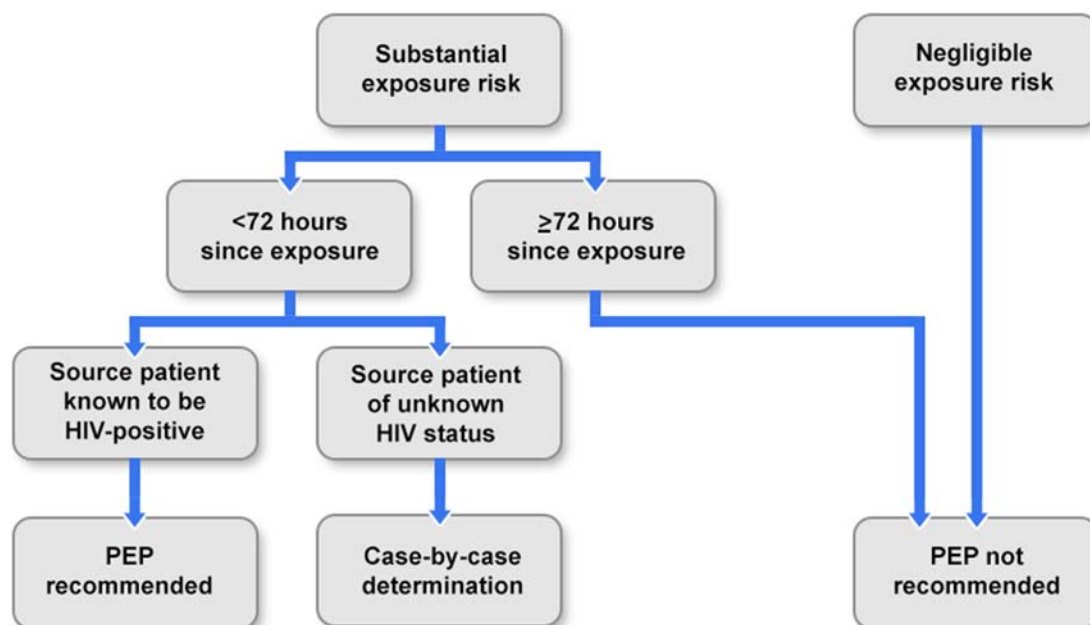 Substantial
exposure risk
Negligible
exposure risk
<72 hours
since exposure
≥72 hours
since exposure
Source patient
known to be
HIV-positive
Source patient
of unknown
HIV status
PEP
recommended
Case-by-case
determination
PEP not
recommended